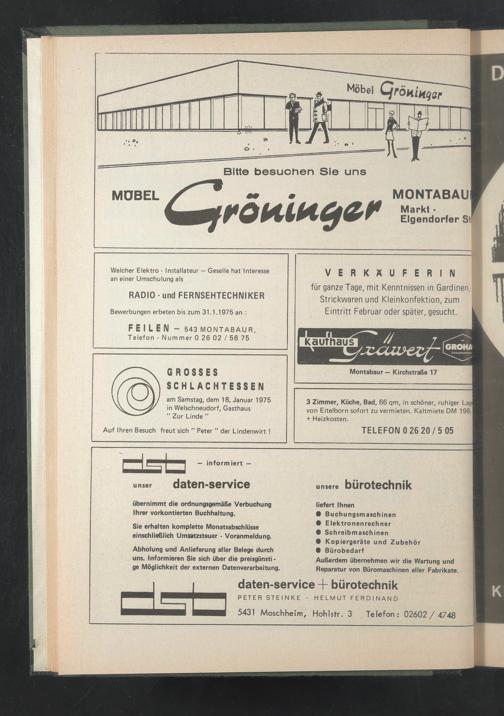 Möbel Gröninger
Bitte besuchen Sie uns
MÖBEL Gröninger MONTABAU
Markt -
Elgendorfer St
Welcher Elektro - Installateur — Geselle hat Interesse
an einer Umschulung als
RADIO - und FERNSEHTECHNIKER
Bewerbungen erbeten bis zum 31.1.1975 an :
FEILEN — 543 MONTABAUR,
Telefon - Nummer 0 26 02 / 56 75
GROSSES
SCHLACHTESSEN
am Samstag, dem 18. Januar 1975
in Welschneudorf, Gasthaus
" Zur Linde "
Auf Ihren Besuch freut sich " Peter " der Lindenwirt !
VERKÄUFERIN
für ganze Tage, mit Kenntnissen in Gardinen,
Strickwaren und Kleinkonfektion, zum
Eintritt Februar oder später, gesucht.
kaufhaus Gräwert GROHA
Montabaur — Kirchstraße 17
3 Zimmer, Küche, Bad, 66 qm, in schöner, ruhiger Lag
von Eitelborn sofort zu vermieten. Kaltmiete DM 198,
+ Heizkosten.
TELEFON 0 26 20 / 5 05
dsb — informiert —
unser daten-service
übernimmt die ordnungsgemäße Verbuchung
Ihrer vorkontierten Buchhaltung.
Sie erhalten komplette Monatsabschlüsse
einschließlich Umsatzsteuer - Voranmeldung.
Abholung und Anlieferung aller Belege durch
uns. Informieren Sie sich über die preisgünsti-
ge Möglichkeit der externen Datenverarbeitung.
unsere bürotechnik
liefert Ihnen
● Buchungsmaschinen
● Elektronenrechner
● Schreibmaschinen
● Kopiergeräte und Zubehör
● Bürobedarf
Außerdem übernehmen wir die Wartung und
Reparatur von Büromaschinen aller Fabrikate.
dsb
daten-service + bürotechnik
PETER STEINKE - HELMUT FERDINAND
5431 Moschheim, Hohlstr. 3 Telefon: 02602 / 4748
D
K